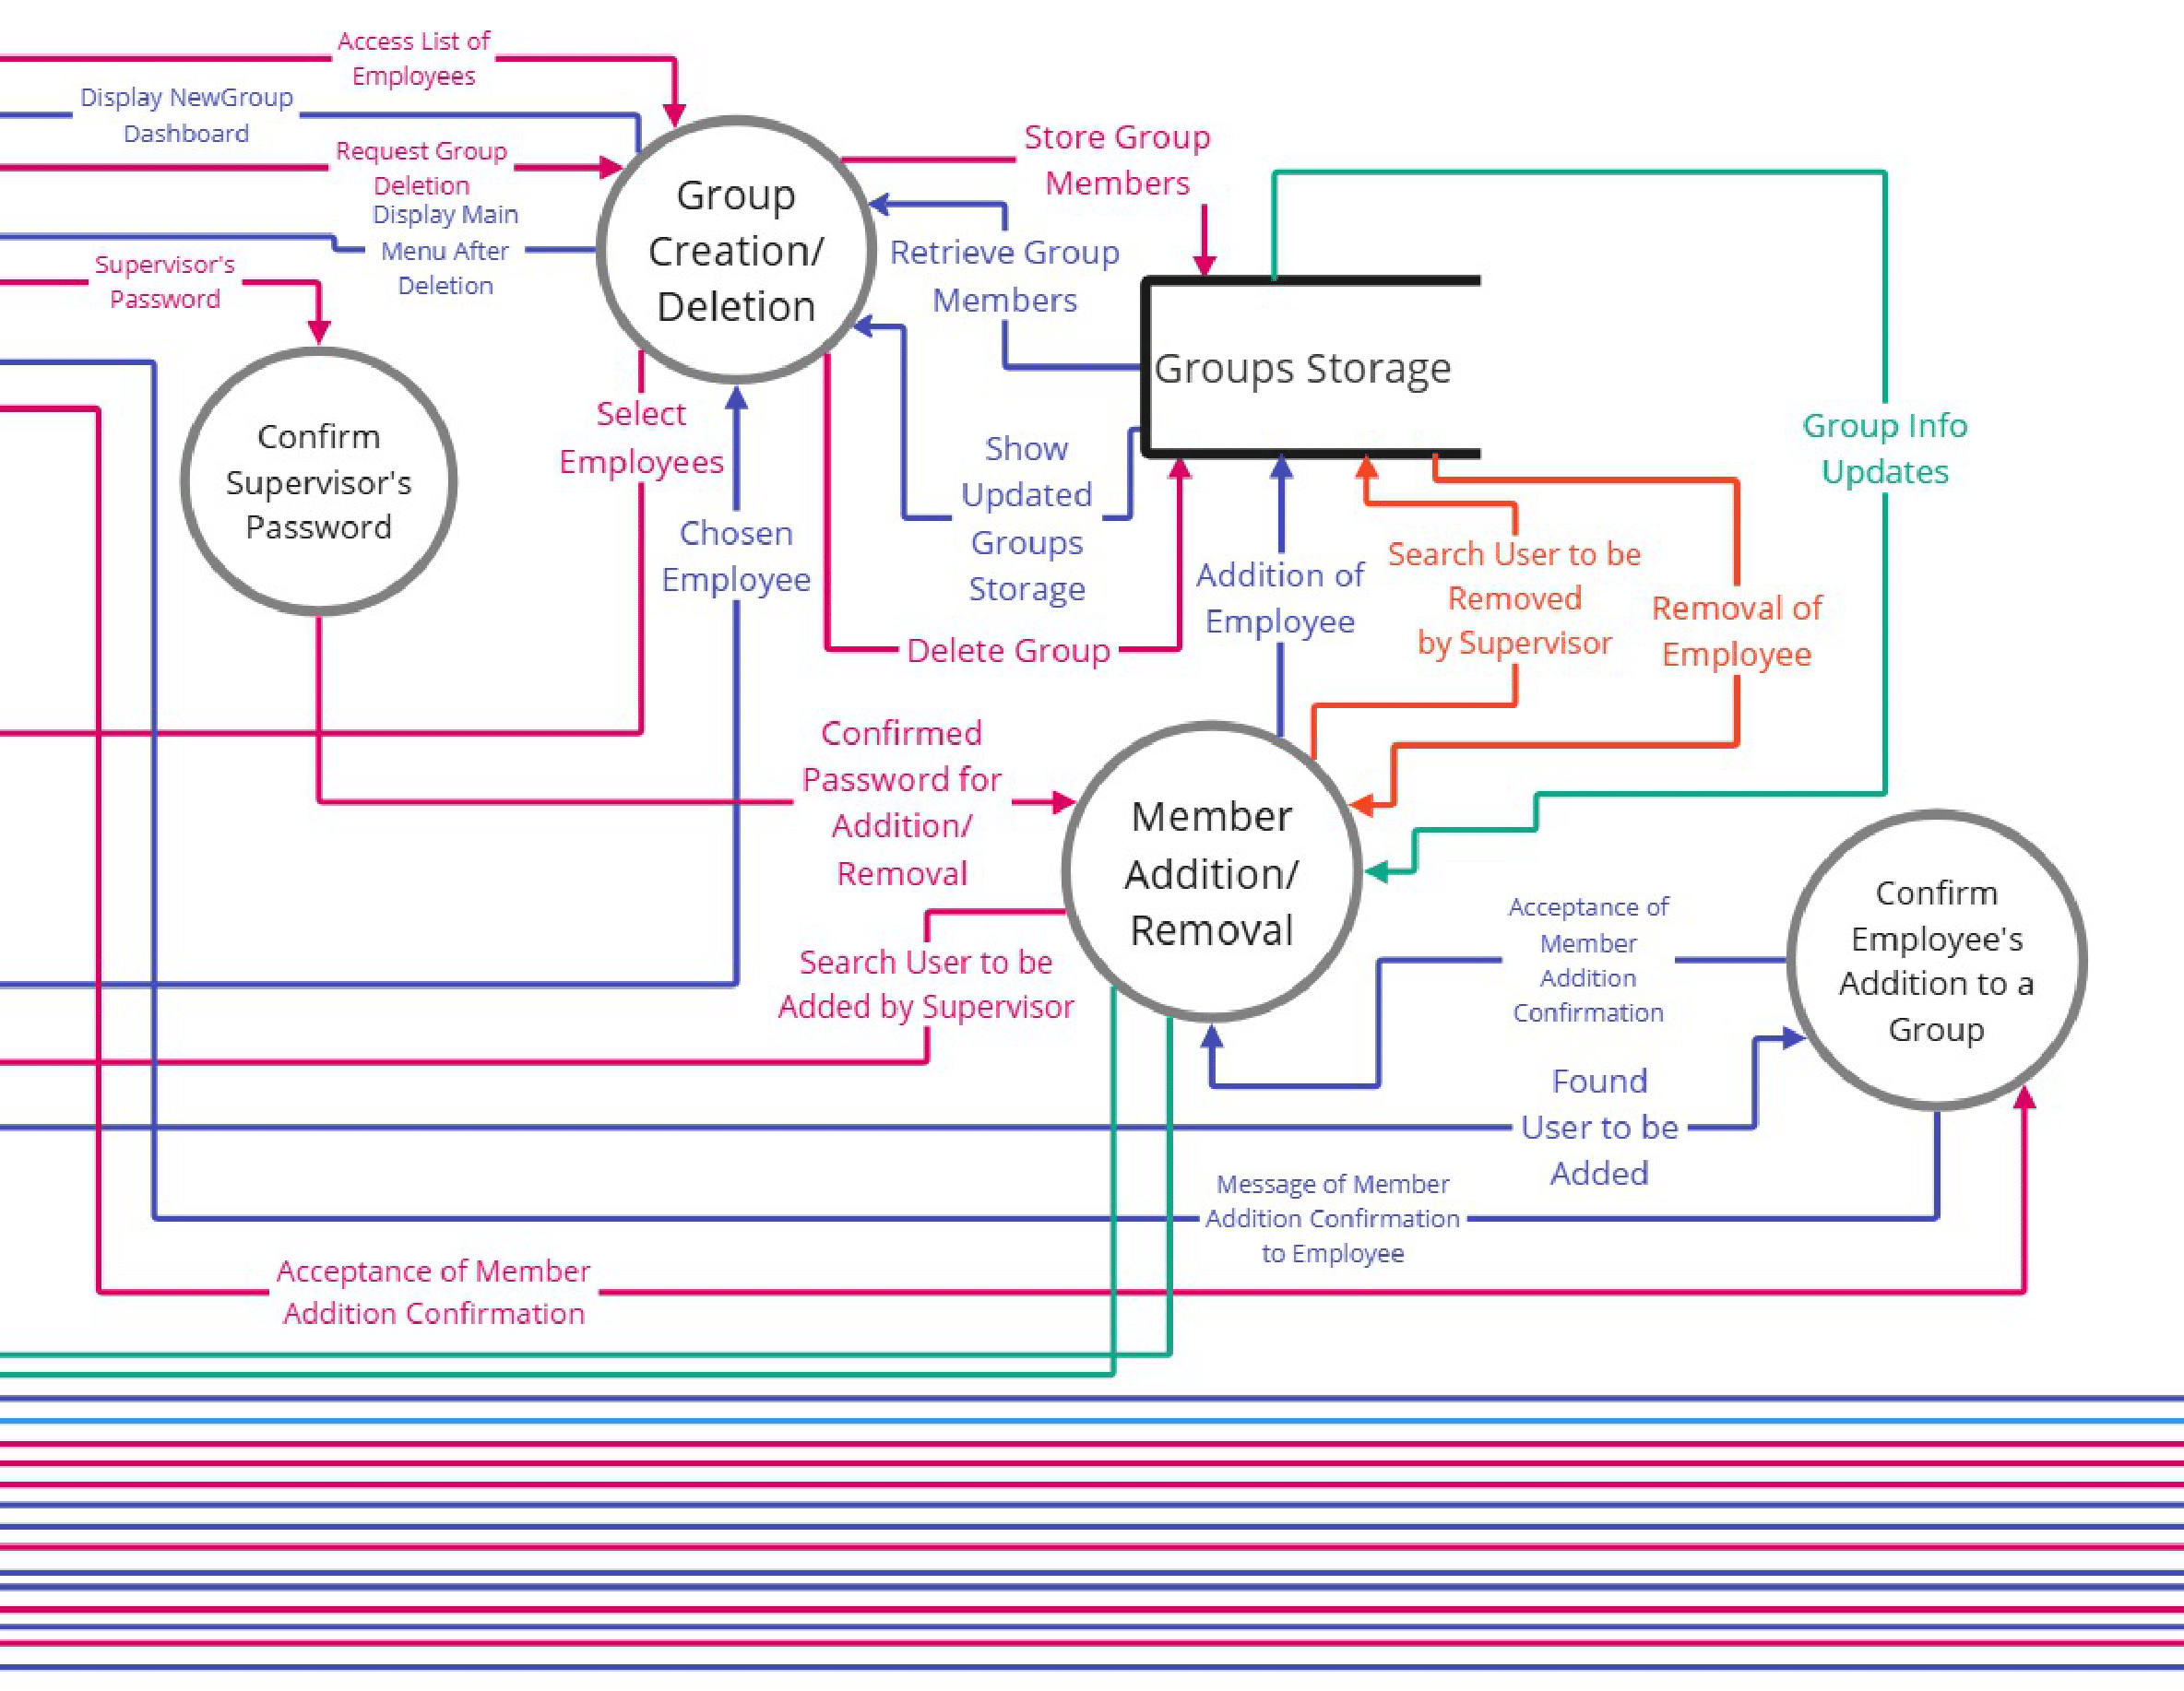 Access List of
Employees
Display NewGroup
Dashboard
Request Group
Deletion
Display Main
Menu After
Deletion
Supervisor's
Password
Group
Creation/
Deletion
Store Group
Members
Retrieve Group
Members
Groups Storage
Confirm
Supervisor's
Password
Select
Employees
Chosen
Employee
Show
Updated
Groups
Storage
Delete Group
Addition of
Employee
Search User to be
Removed
by Supervisor
Removal of
Employee
Group Info
Updates
Confirmed
Password for
Addition/
Removal
Member
Addition/
Removal
Search User to be
Added by Supervisor
Acceptance of
Member
Addition
Confirmation
Confirm
Employee's
Addition to a
Group
Found
User to be
Added
Message of Member
Addition Confirmation
to Employee
Acceptance of Member
Addition Confirmation